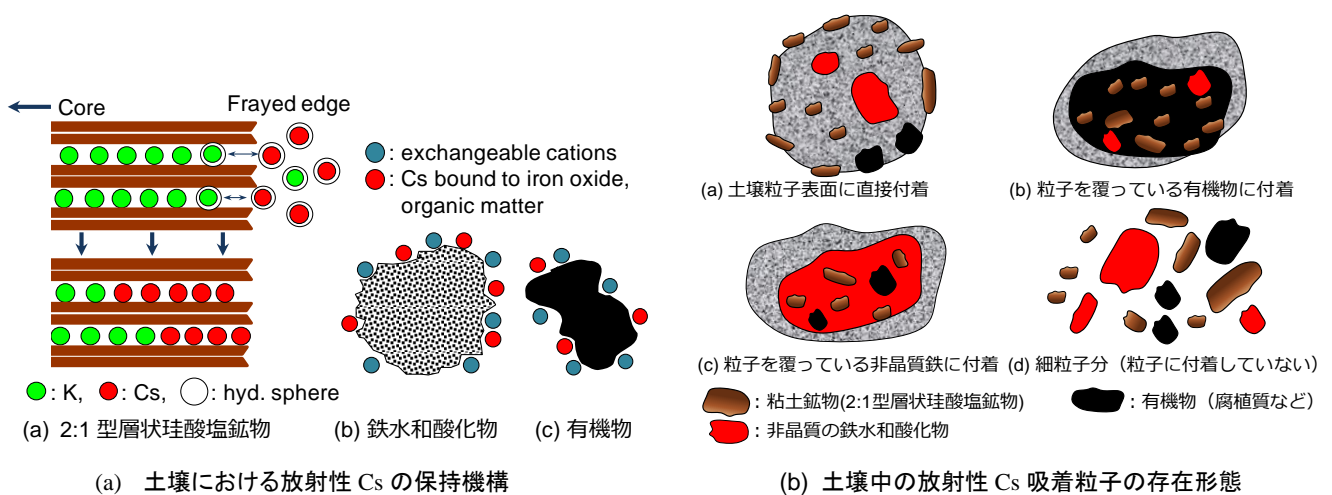 Core
Frayed edge
: exchangeable cations
: Cs bound to iron oxide,
organic matter
: K, : Cs, : hyd. sphere
(a) 2:1 型層状珪酸塩鉱物
(b) 鉄水和酸化物
(c) 有機物
(a) 土壌における放射性 Cs の保持機構
(a)
(b)
(a) 土壌粒子表面に直接付着
(b) 粒子を覆っている有機物に付着
(c) 粒子を覆っている非晶質鉄に付着
(d) 細粒子分（粒子に付着していない）
: 粘土鉱物(2:1型層状珪酸塩鉱物)
: 有機物（腐植質など）
: 非晶質の鉄水和酸化物
(b) 土壌中の放射性 Cs 吸着粒子の存在形態